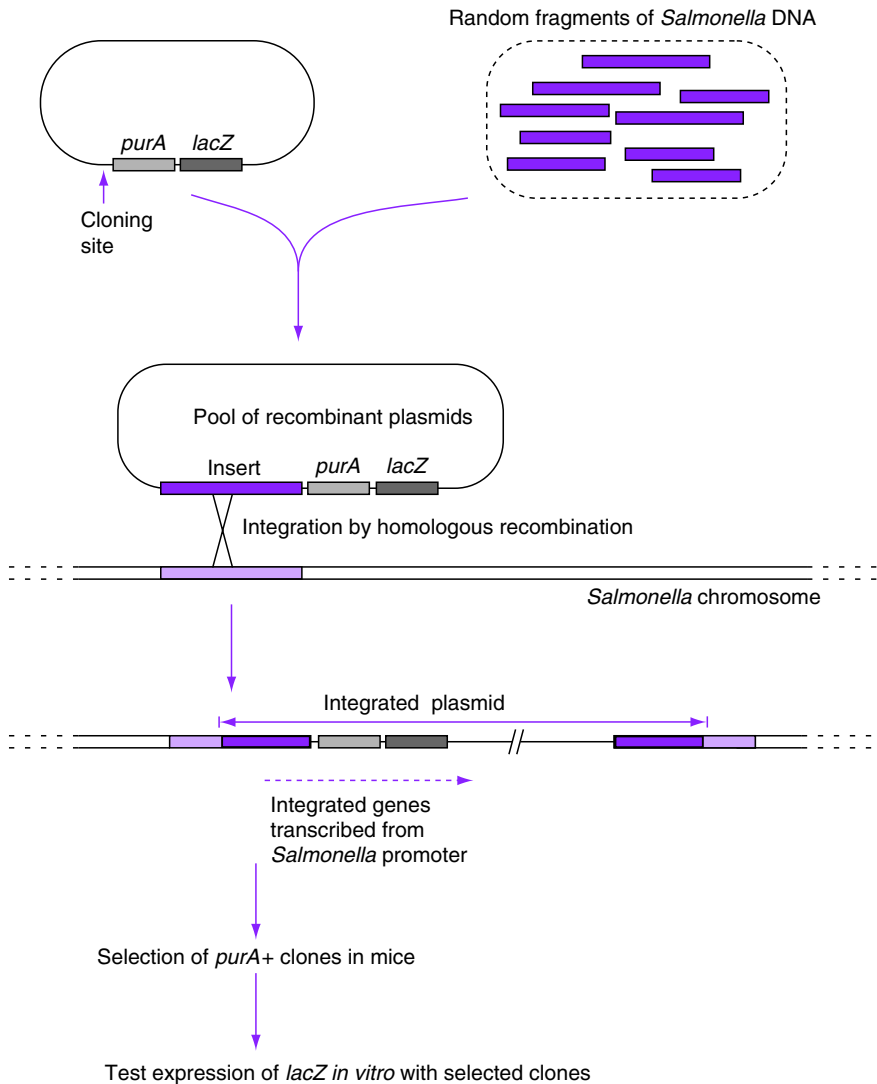 Random fragments of Salmonella DNA
purA lacZ
Cloning
site
Pool of recombinant plasmids
Insert purA lacZ
Integration by homologous recombination
Salmonella chromosome
Integrated plasmid
Integrated genes
transcribed from
Salmonella promoter
Selection of purA+ clones in mice
Test expression of lacZ in vitro with selected clones